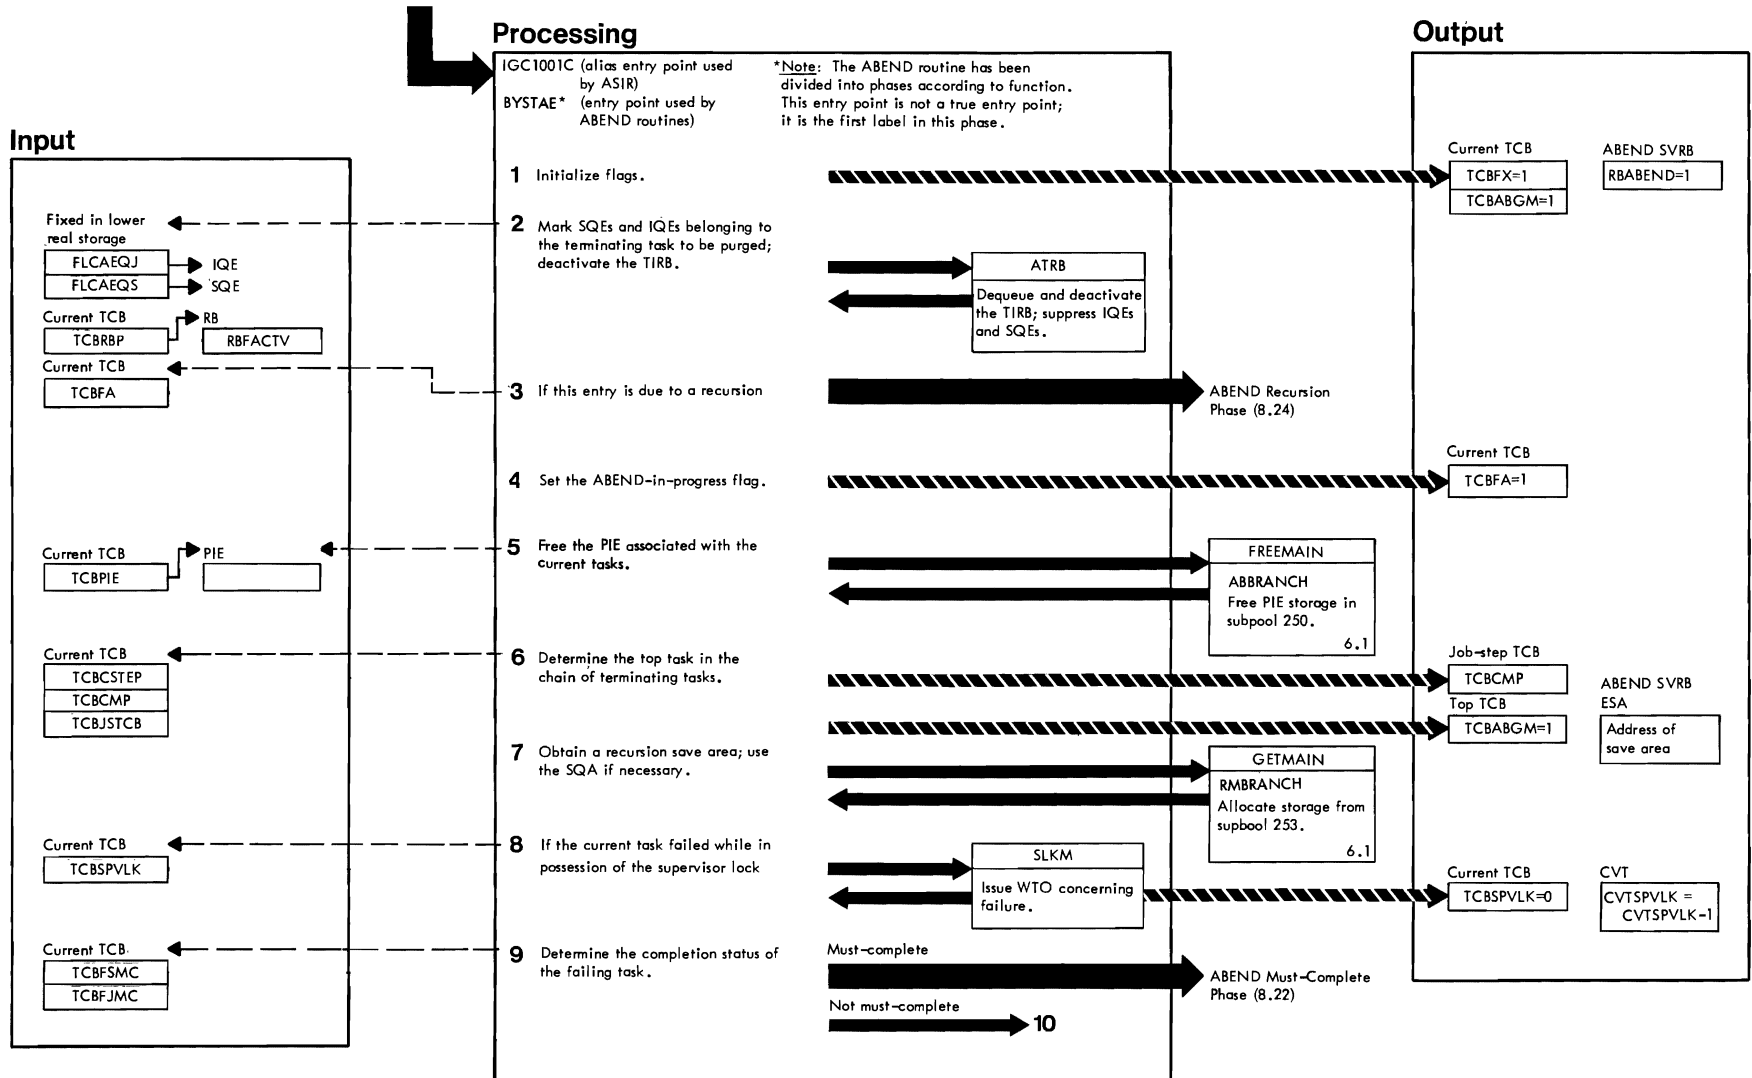 Processing
Output
Input
IGC1001C (alias entry point used
by ASIR)
BYSTAE* (entry point used by
ABEND routines)
*Note: The ABEND routine has been
divided into phases according to function.
This entry point is not a true entry point;
it is the first label in this phase.
1 Initialize flags.
Current TCB
TCBFX=1
TCBABGM=1
ABEND SVRB
RBABEND=1
Fixed in lower
real storage
FLCAEQJ
IQE
FLCAEQS
SQE
Current TCB
TCBRBP
RB
RBFACTV
2 Mark SQEs and IQEs belonging to
the terminating task to be purged;
deactivate the TIRB.
ATRB
Dequeue and deactivate
the TIRB; suppress IQEs
and SQEs.
Current TCB
TCBFA
3 If this entry is due to a recursion
ABEND Recursion
Phase (8.24)
4 Set the ABEND-in-progress flag.
Current TCB
TCBFA=1
Current TCB
TCBPIE
PIE
5 Free the PIE associated with the
current tasks.
FREEMAIN
ABBRANCH
Free PIE storage in
subpool 250.
6.1
Current TCB
TCBCSTEP
TCBCMP
TCBJSTCB
6 Determine the top task in the
chain of terminating tasks.
Job-step TCB
TCBCMP
Top TCB
TCBABGM=1
ABEND SVRB
ESA
Address of
save area
7 Obtain a recursion save area; use
the SQA if necessary.
GETMAIN
RMBRANCH
Allocate storage from
supbool 253.
6.1
Current TCB
TCBSPVLK
8 If the current task failed while in
possession of the supervisor lock
SLKM
Issue WTO concerning
failure.
Current TCB
TCBSPVLK=0
CVT
CVTSPVLK =
CVTSPVLK-1
Current TCB
TCBFSMC
TCBFJMC
9 Determine the completion status of
the failing task.
Must-complete
ABEND Must-Complete
Phase (8.22)
Not must-complete
10